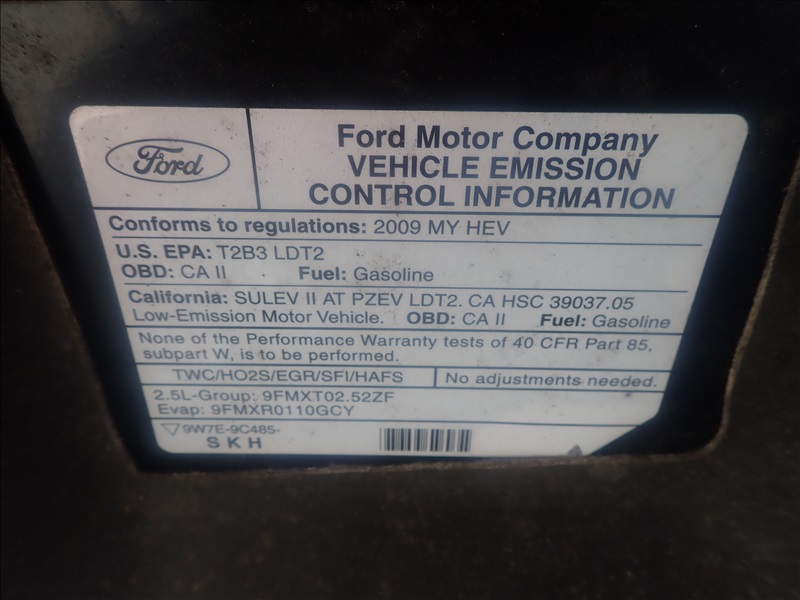 Ford
Ford Motor Company
VEHICLE EMISSION
CONTROL INFORMATION
Conforms to regulations: 2009 MY HEV
U.S. EPA: T2B3 LDT2
OBD: CA II Fuel: Gasoline
California: SULEV II AT PZEV LDT2. CA HSC 39037.05
Low-Emission Motor Vehicle. OBD: CA II Fuel: Gasoline
None of the Performance Warranty tests of 40 CFR Part 85,
subpart W, is to be performed.
TWC/HO2S/EGR/SFI/HAFS No adjustments needed.
2.5L-Group: 9FMXT02.52ZF
Evap: 9FMXR0110GCY
9W7E-9C485-
SKH